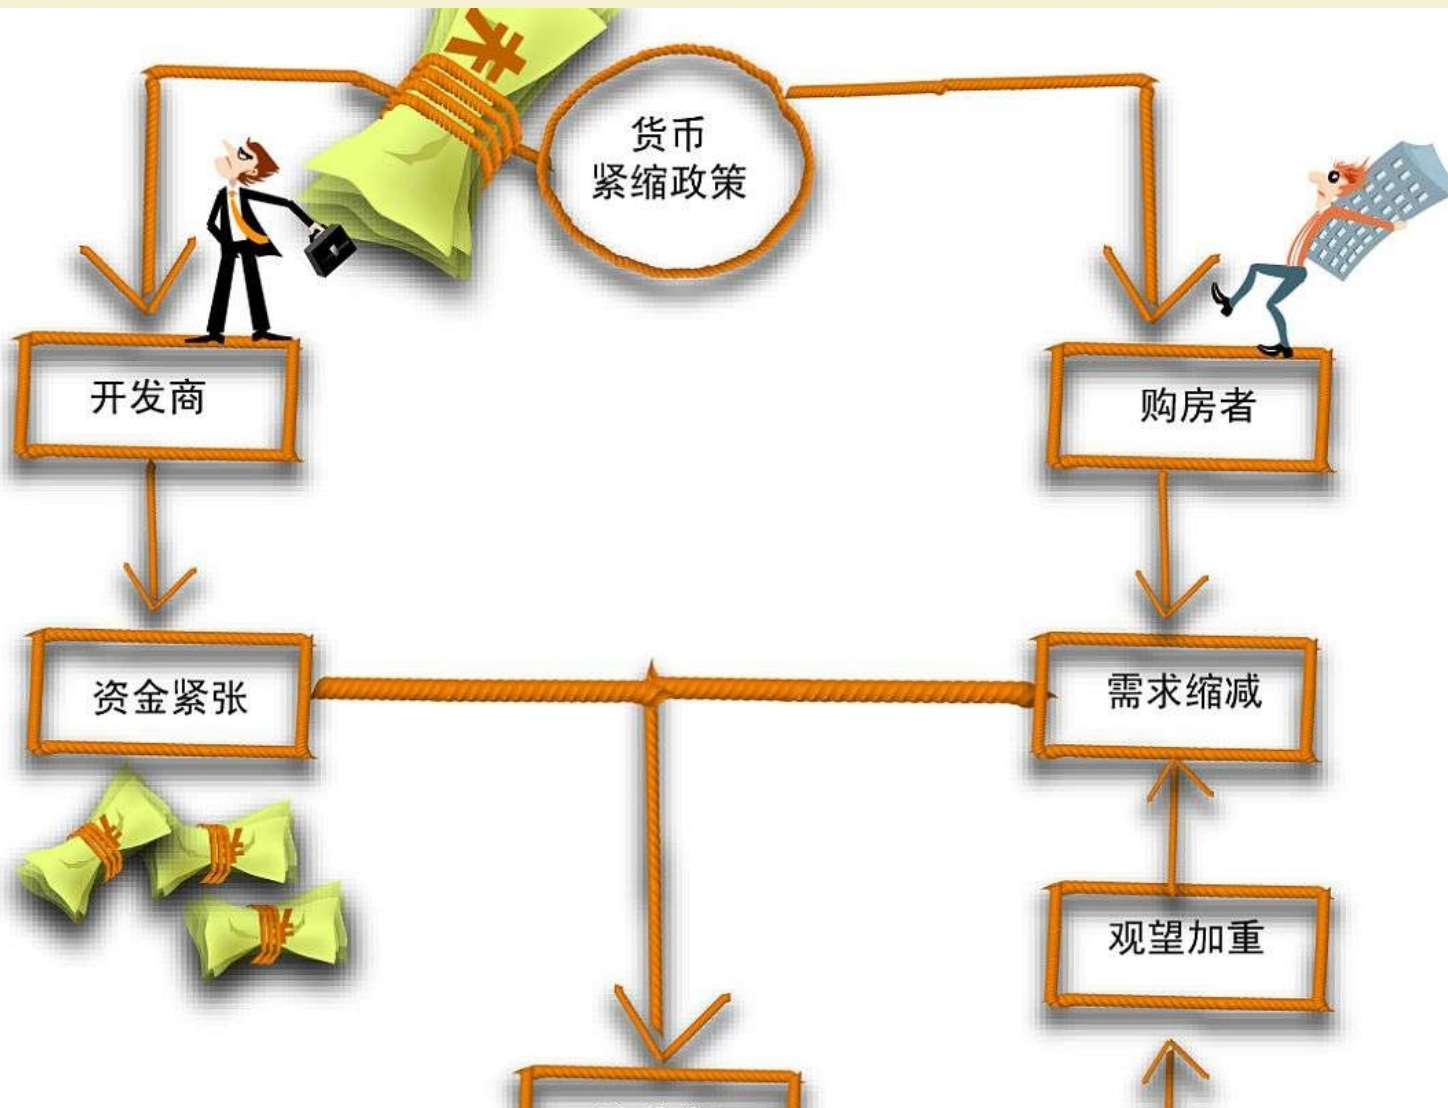 货币
紧缩政策
开发商
购房者
资金紧张
需求缩减
观望加重